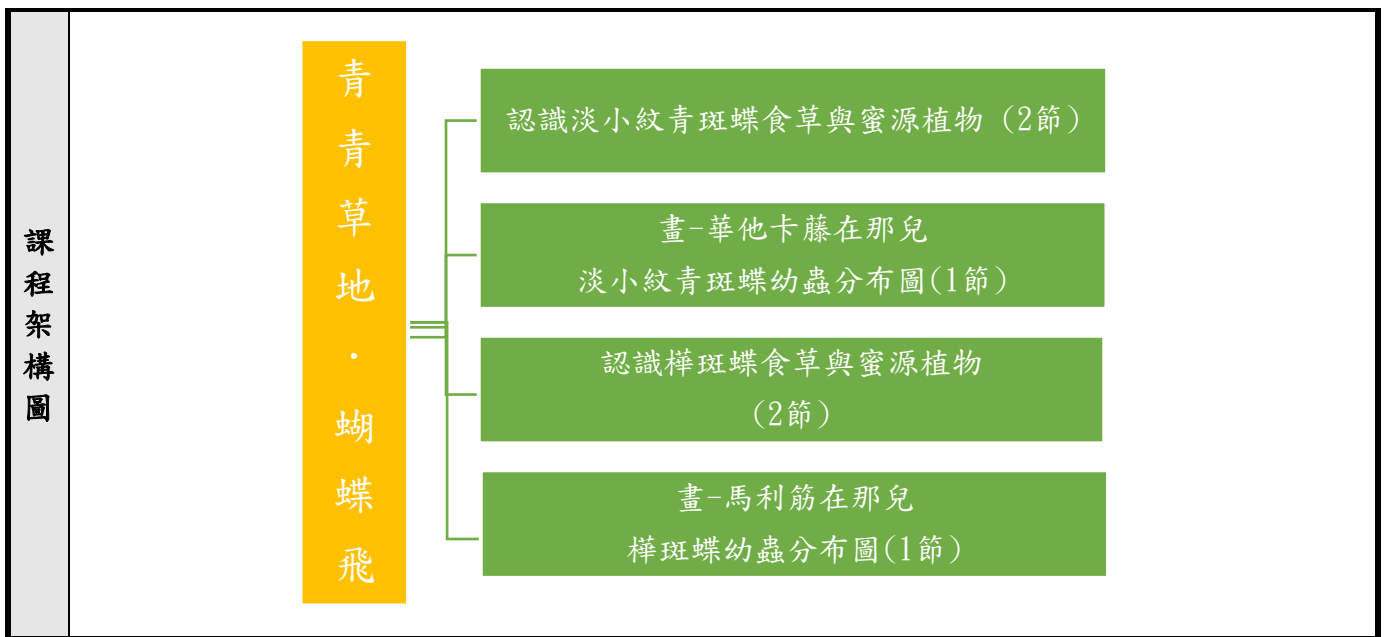 課程架構圖
青青草地・蝴蝶飛
認識淡小紋青斑蝶食草與蜜源植物（2節）
畫-華他卡藤在那兒
淡小紋青斑蝶幼蟲分布圖(1節）
認識樺斑蝶食草與蜜源植物
（2節）
畫-馬利筋在那兒
樺斑蝶幼蟲分布圖(1節）